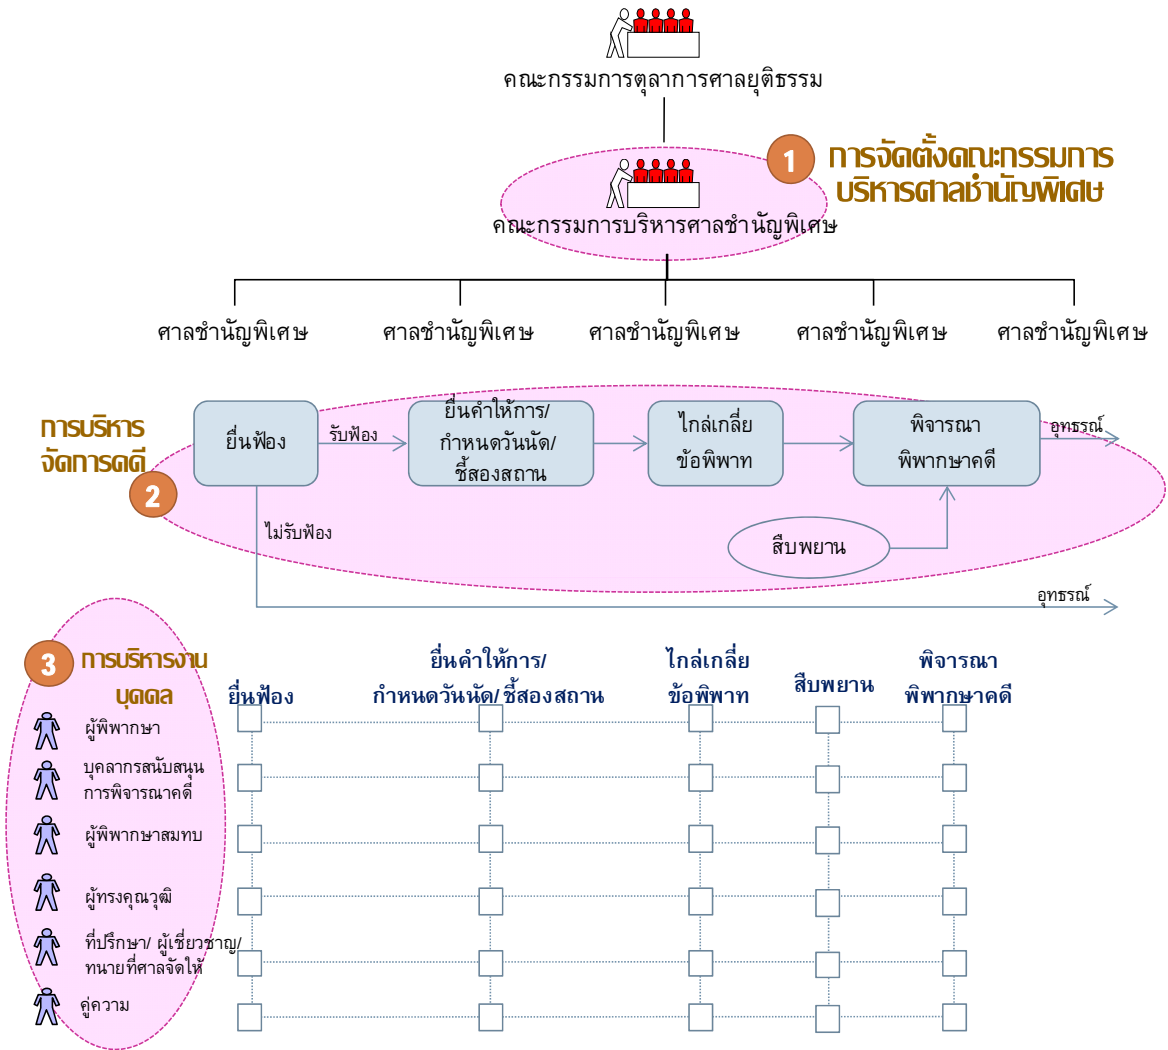 คณะกรรมการตุลาการศาลยุติธรรม
1
การจัดตั้งคณะกรรมการ
บริหารศาลชำนัญพิเศษ
คณะกรรมการบริหารศาลชำนัญพิเศษ
ศาลชำนัญพิเศษ ศาลชำนัญพิเศษ ศาลชำนัญพิเศษ ศาลชำนัญพิเศษ ศาลชำนัญพิเศษ
การบริหาร
จัดการคดี
2
ยื่นฟ้อง
รับฟ้อง
ยื่นคำให้การ/
กำหนดวันนัด/
ชี้สองสถาน
ไกล่เกลี่ย
ข้อพิพาท
พิจารณา
พิพากษาคดี
อุทธรณ์
ไม่รับฟ้อง
สืบพยาน
อุทธรณ์
3
การบริหารงาน
บุคคล
ยื่นฟ้อง
ยื่นคำให้การ/
กำหนดวันนัด/ ชี้สองสถาน
ไกล่เกลี่ย
ข้อพิพาท
สืบพยาน
พิจารณา
พิพากษาคดี
ผู้พิพากษา
บุคลากรสนับสนุน
การพิจารณาคดี
ผู้พิพากษาสมทบ
ผู้ทรงคุณวุฒิ
ที่ปรึกษา/ ผู้เชี่ยวชาญ/
ทนายที่ศาลจัดให้
คู่ความ